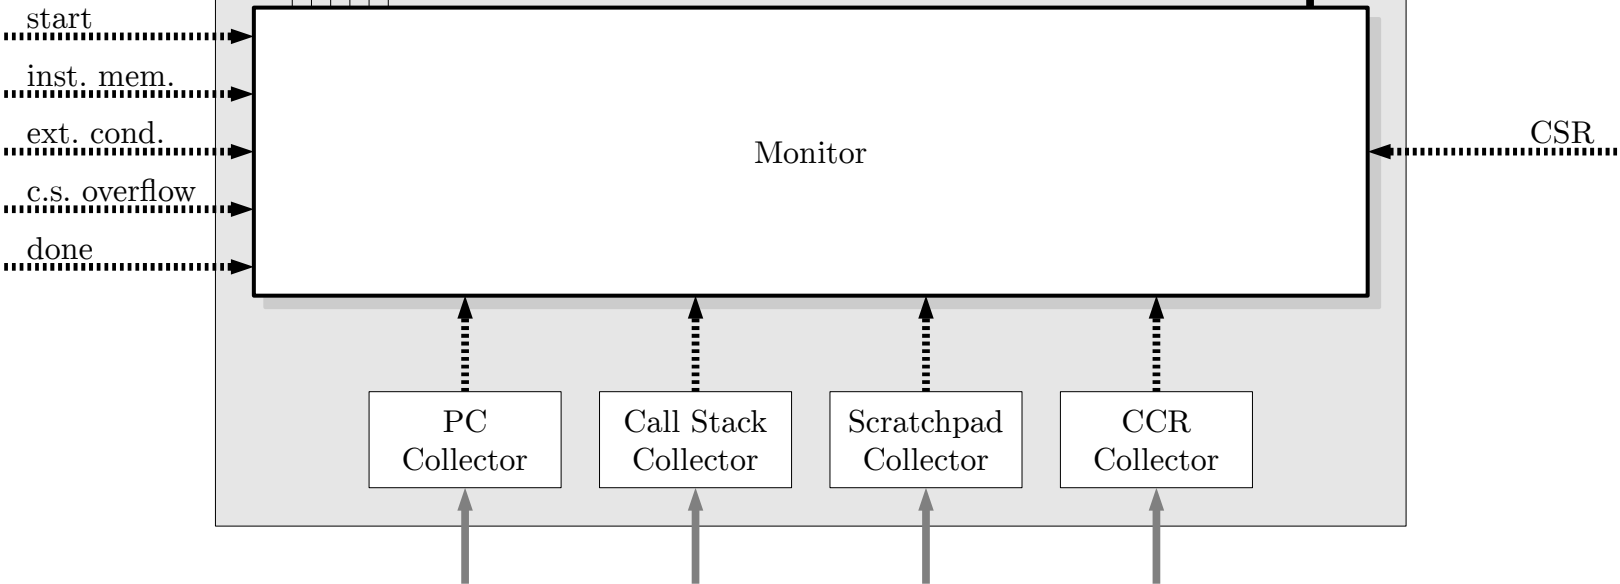 start
inst. mem.
ext. cond.
c.s. overflow
done
Monitor
CSR
PC
Collector
Call Stack
Collector
Scratchpad
Collector
CCR
Collector